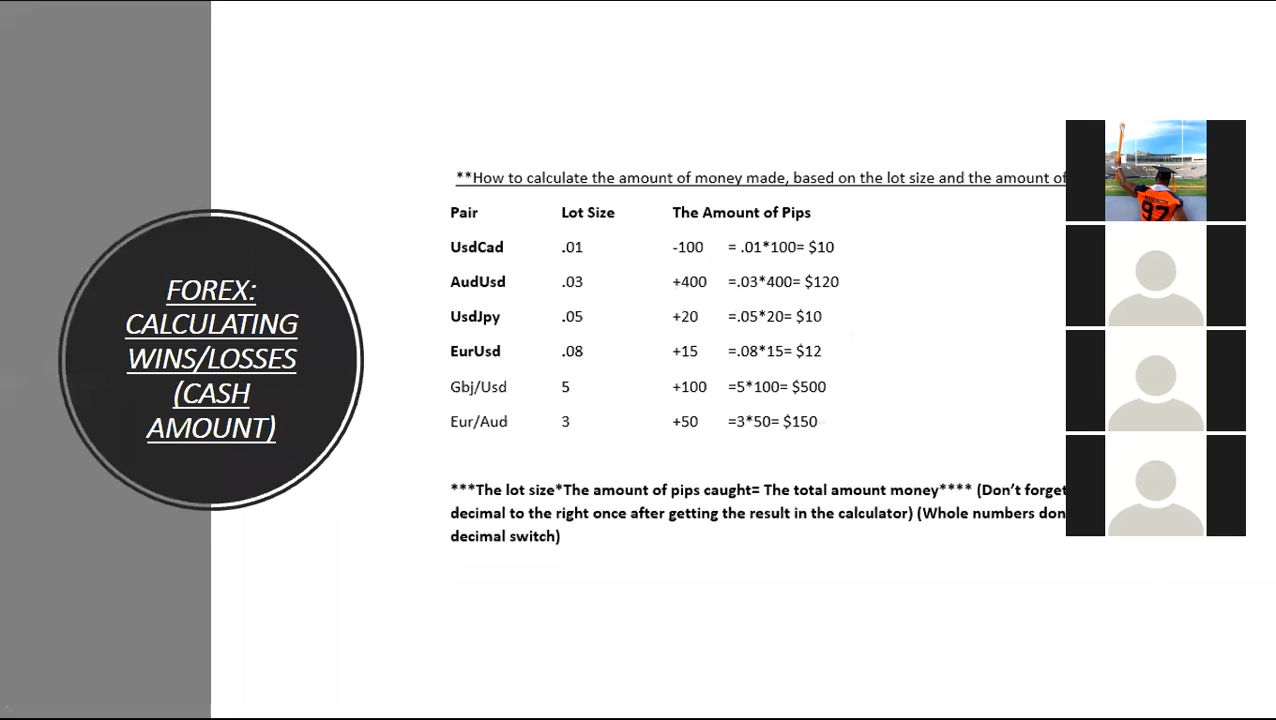 FOREX:
CALCULATING
WINS/LOSSES
(CASH
AMOUNT)
**How to calculate the amount of money made, based on the lot size and the amount of
Pair Lot Size The Amount of Pips
UsdCad .01 -100 = .01*100= $10
AudUsd .03 +400 =.03*400= $120
UsdJpy .05 +20 =.05*20= $10
EurUsd .08 +15 =.08*15= $12
Gbj/Usd 5 +100 =5*100= $500
Eur/Aud 3 +50 =3*50= $150
***The lot size*The amount of pips caught= The total amount money**** (Don’t forget
decimal to the right once after getting the result in the calculator) (Whole numbers don
decimal switch)
97